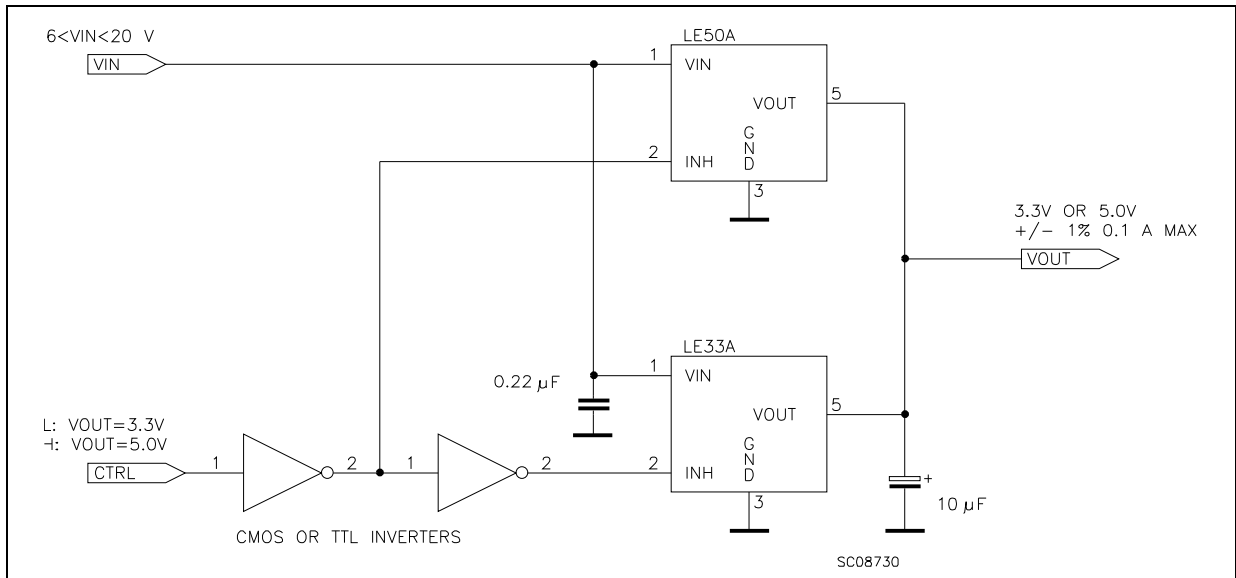 6<VIN<20 V
VIN
LE50A
1
VIN
VOUT
5
GND
2
INH
3
3.3V OR 5.0V
+/- 1% 0.1 A MAX
VOUT
LE33A
0.22 µF
1
VIN
VOUT
5
GND
2
INH
3
L: VOUT=3.3V
H: VOUT=5.0V
CTRL
1
2
1
2
+
10 µF
CMOS OR TTL INVERTERS
SC08730